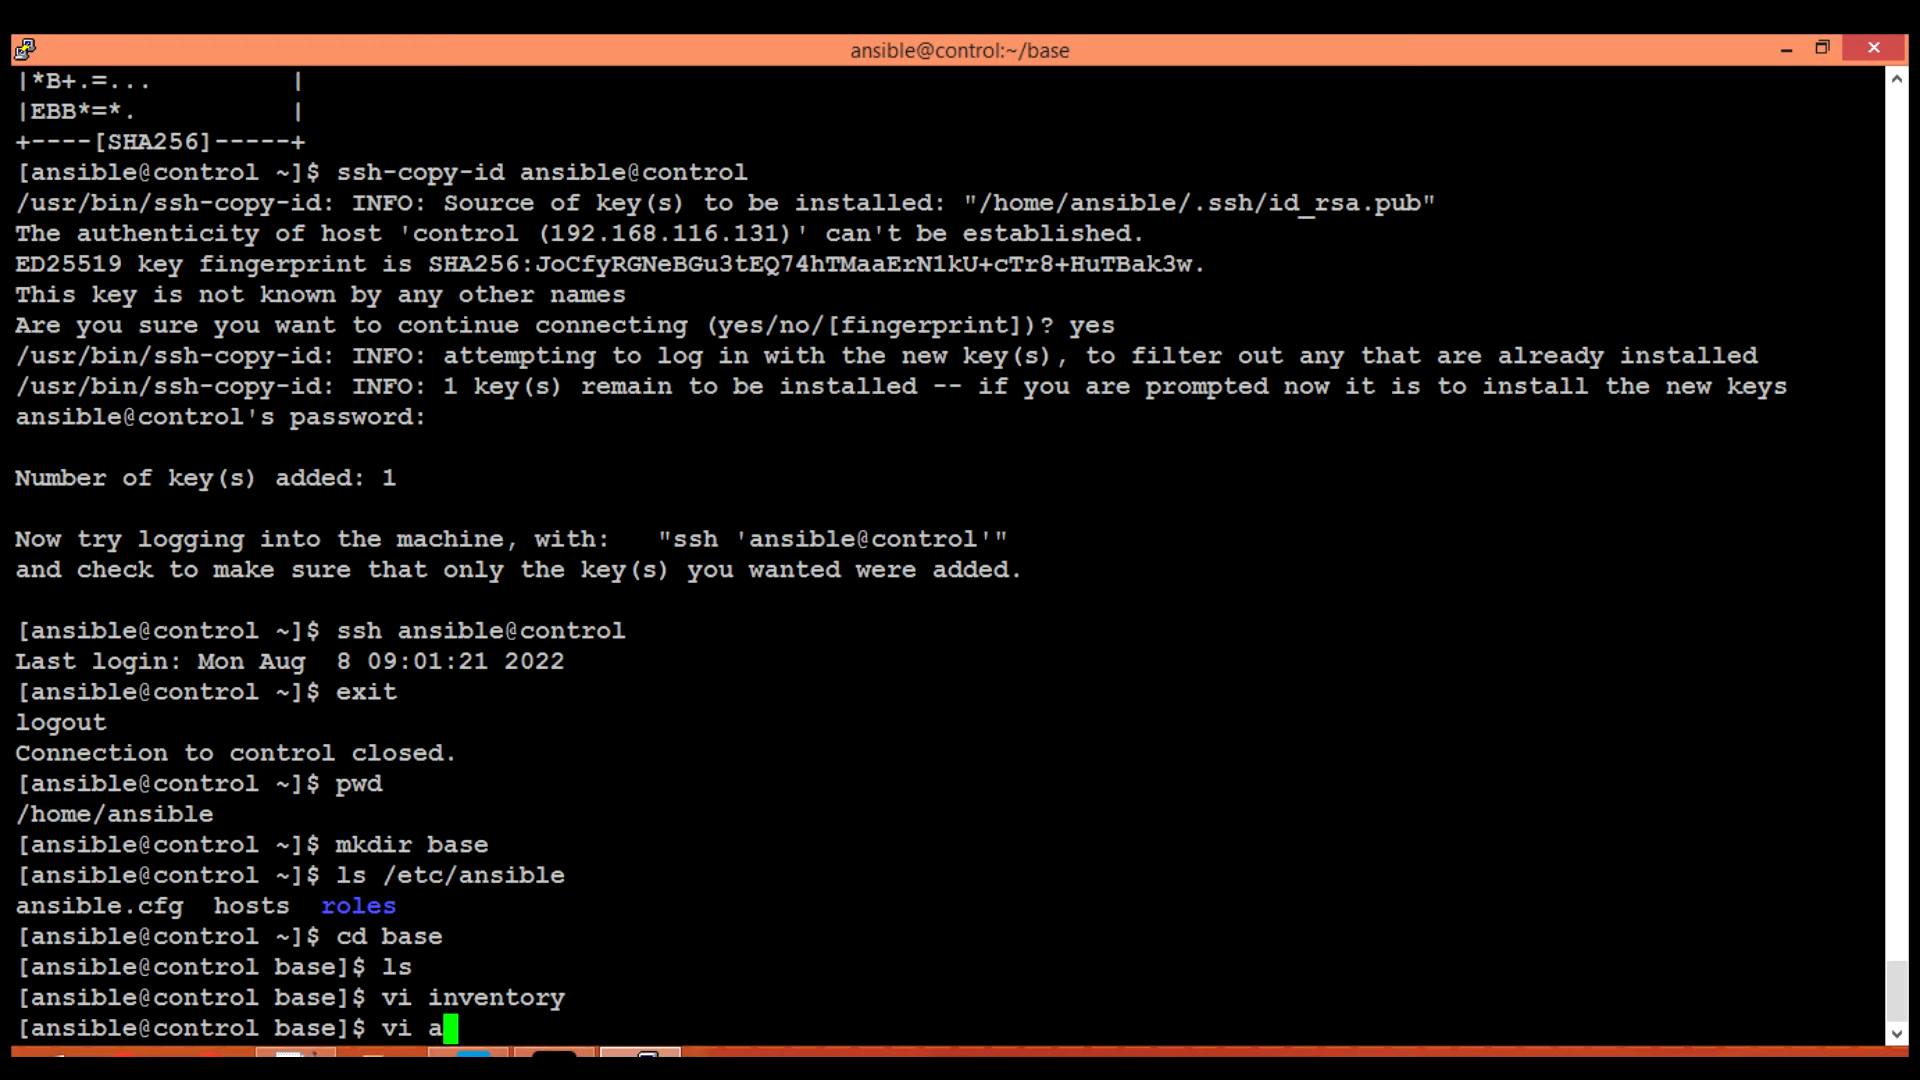 ansible@control:~/base
|*B+.=...         |
|EBB*=*.          |
+----[SHA256]-----+
[ansible@control ~]$ ssh-copy-id ansible@control
/usr/bin/ssh-copy-id: INFO: Source of key(s) to be installed: "/home/ansible/.ssh/id_rsa.pub"
The authenticity of host 'control (192.168.116.131)' can't be established.
ED25519 key fingerprint is SHA256:JoCfyRGNeBGu3tEQ74hTMaaErN1kU+cTr8+HuTBak3w.
This key is not known by any other names
Are you sure you want to continue connecting (yes/no/[fingerprint])? yes
/usr/bin/ssh-copy-id: INFO: attempting to log in with the new key(s), to filter out any that are already installed
/usr/bin/ssh-copy-id: INFO: 1 key(s) remain to be installed -- if you are prompted now it is to install the new keys
ansible@control's password:
Number of key(s) added: 1
Now try logging into the machine, with:   "ssh 'ansible@control'"
and check to make sure that only the key(s) you wanted were added.
[ansible@control ~]$ ssh ansible@control
Last login: Mon Aug  8 09:01:21 2022
[ansible@control ~]$ exit
logout
Connection to control closed.
[ansible@control ~]$ pwd
/home/ansible
[ansible@control ~]$ mkdir base
[ansible@control ~]$ ls /etc/ansible
ansible.cfg  hosts  roles
[ansible@control ~]$ cd base
[ansible@control base]$ ls
[ansible@control base]$ vi inventory
[ansible@control base]$ vi a